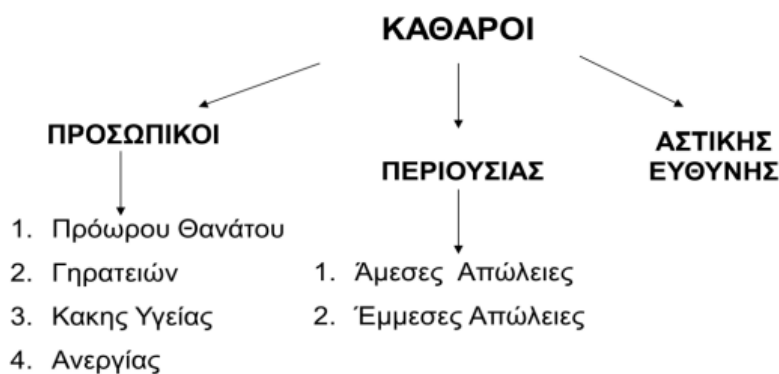 ΚΑΘΑΡΟΙ
ΠΡΟΣΩΠΙΚΟΙ
1. Πρόωρου Θανάτου
2. Γηρατειών
3. Κακης Υγείας
4. Ανεργίας
ΠΕΡΙΟΥΣΙΑΣ
1. Άμεσες Απώλειες
2. Έμμεσες Απώλειες
ΑΣΤΙΚΗΣ
ΕΥΘΥΝΗΣ